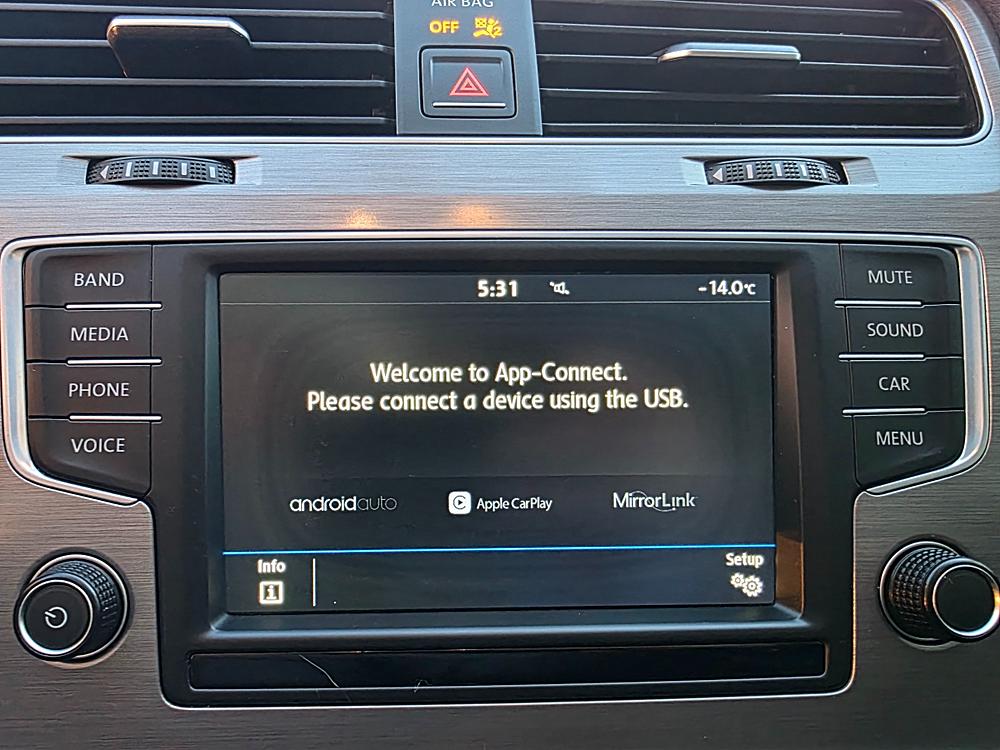 AIR BAG
OFF
BAND
MEDIA
PHONE
VOICE
5:31
-14.0°C
Welcome to App-Connect.
Please connect a device using the USB.
androidauto
Apple CarPlay
MirrorLink
Info
i
Setup
MUTE
SOUND
CAR
MENU